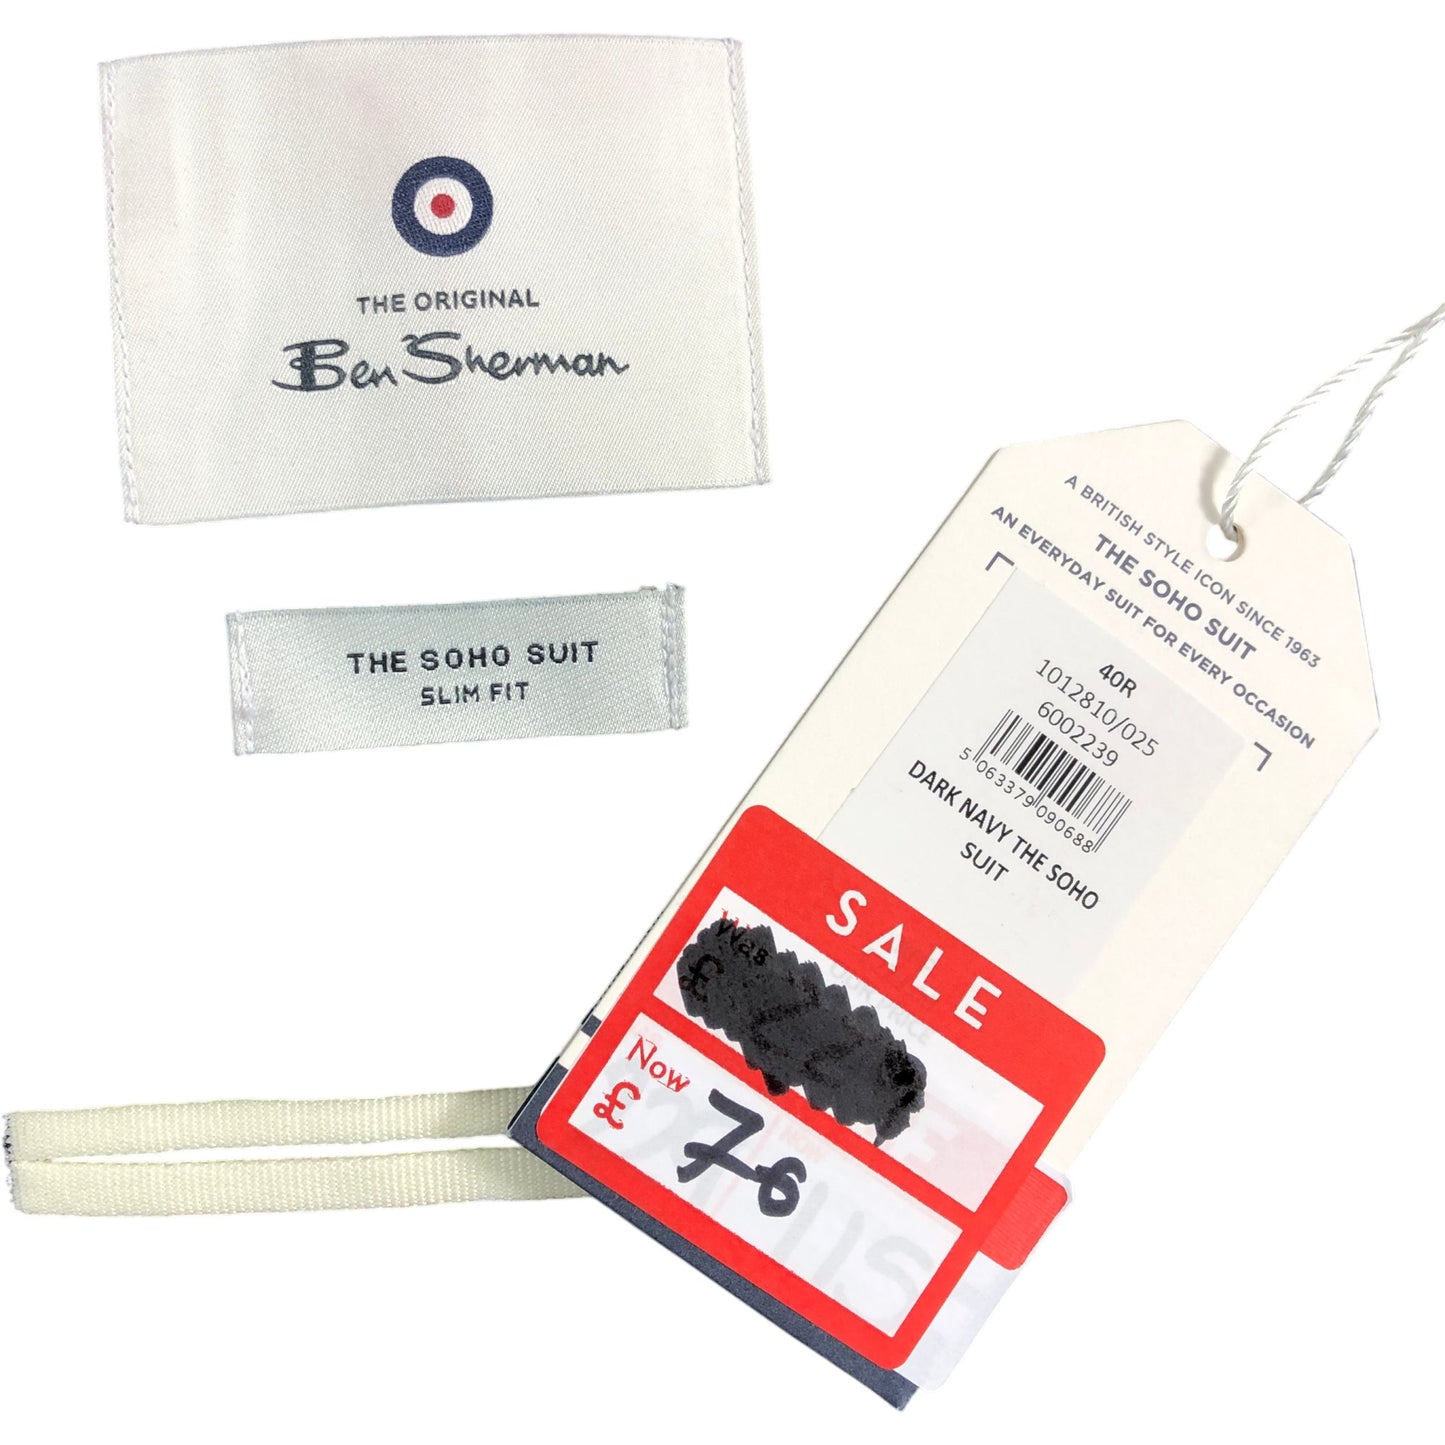 THE ORIGINAL
Ben Sherman
THE SOHO SUIT
SLIM FIT
A BRITISH STYLE ICON SINCE 1963
THE SOHO SUIT
AN EVERYDAY SUIT FOR EVERY OCCASION
40R
1012810/025
6002239
5 063379 090688
DARK NAVY THE SOHO
SUIT
SALE
Was
£
Now
£ 76